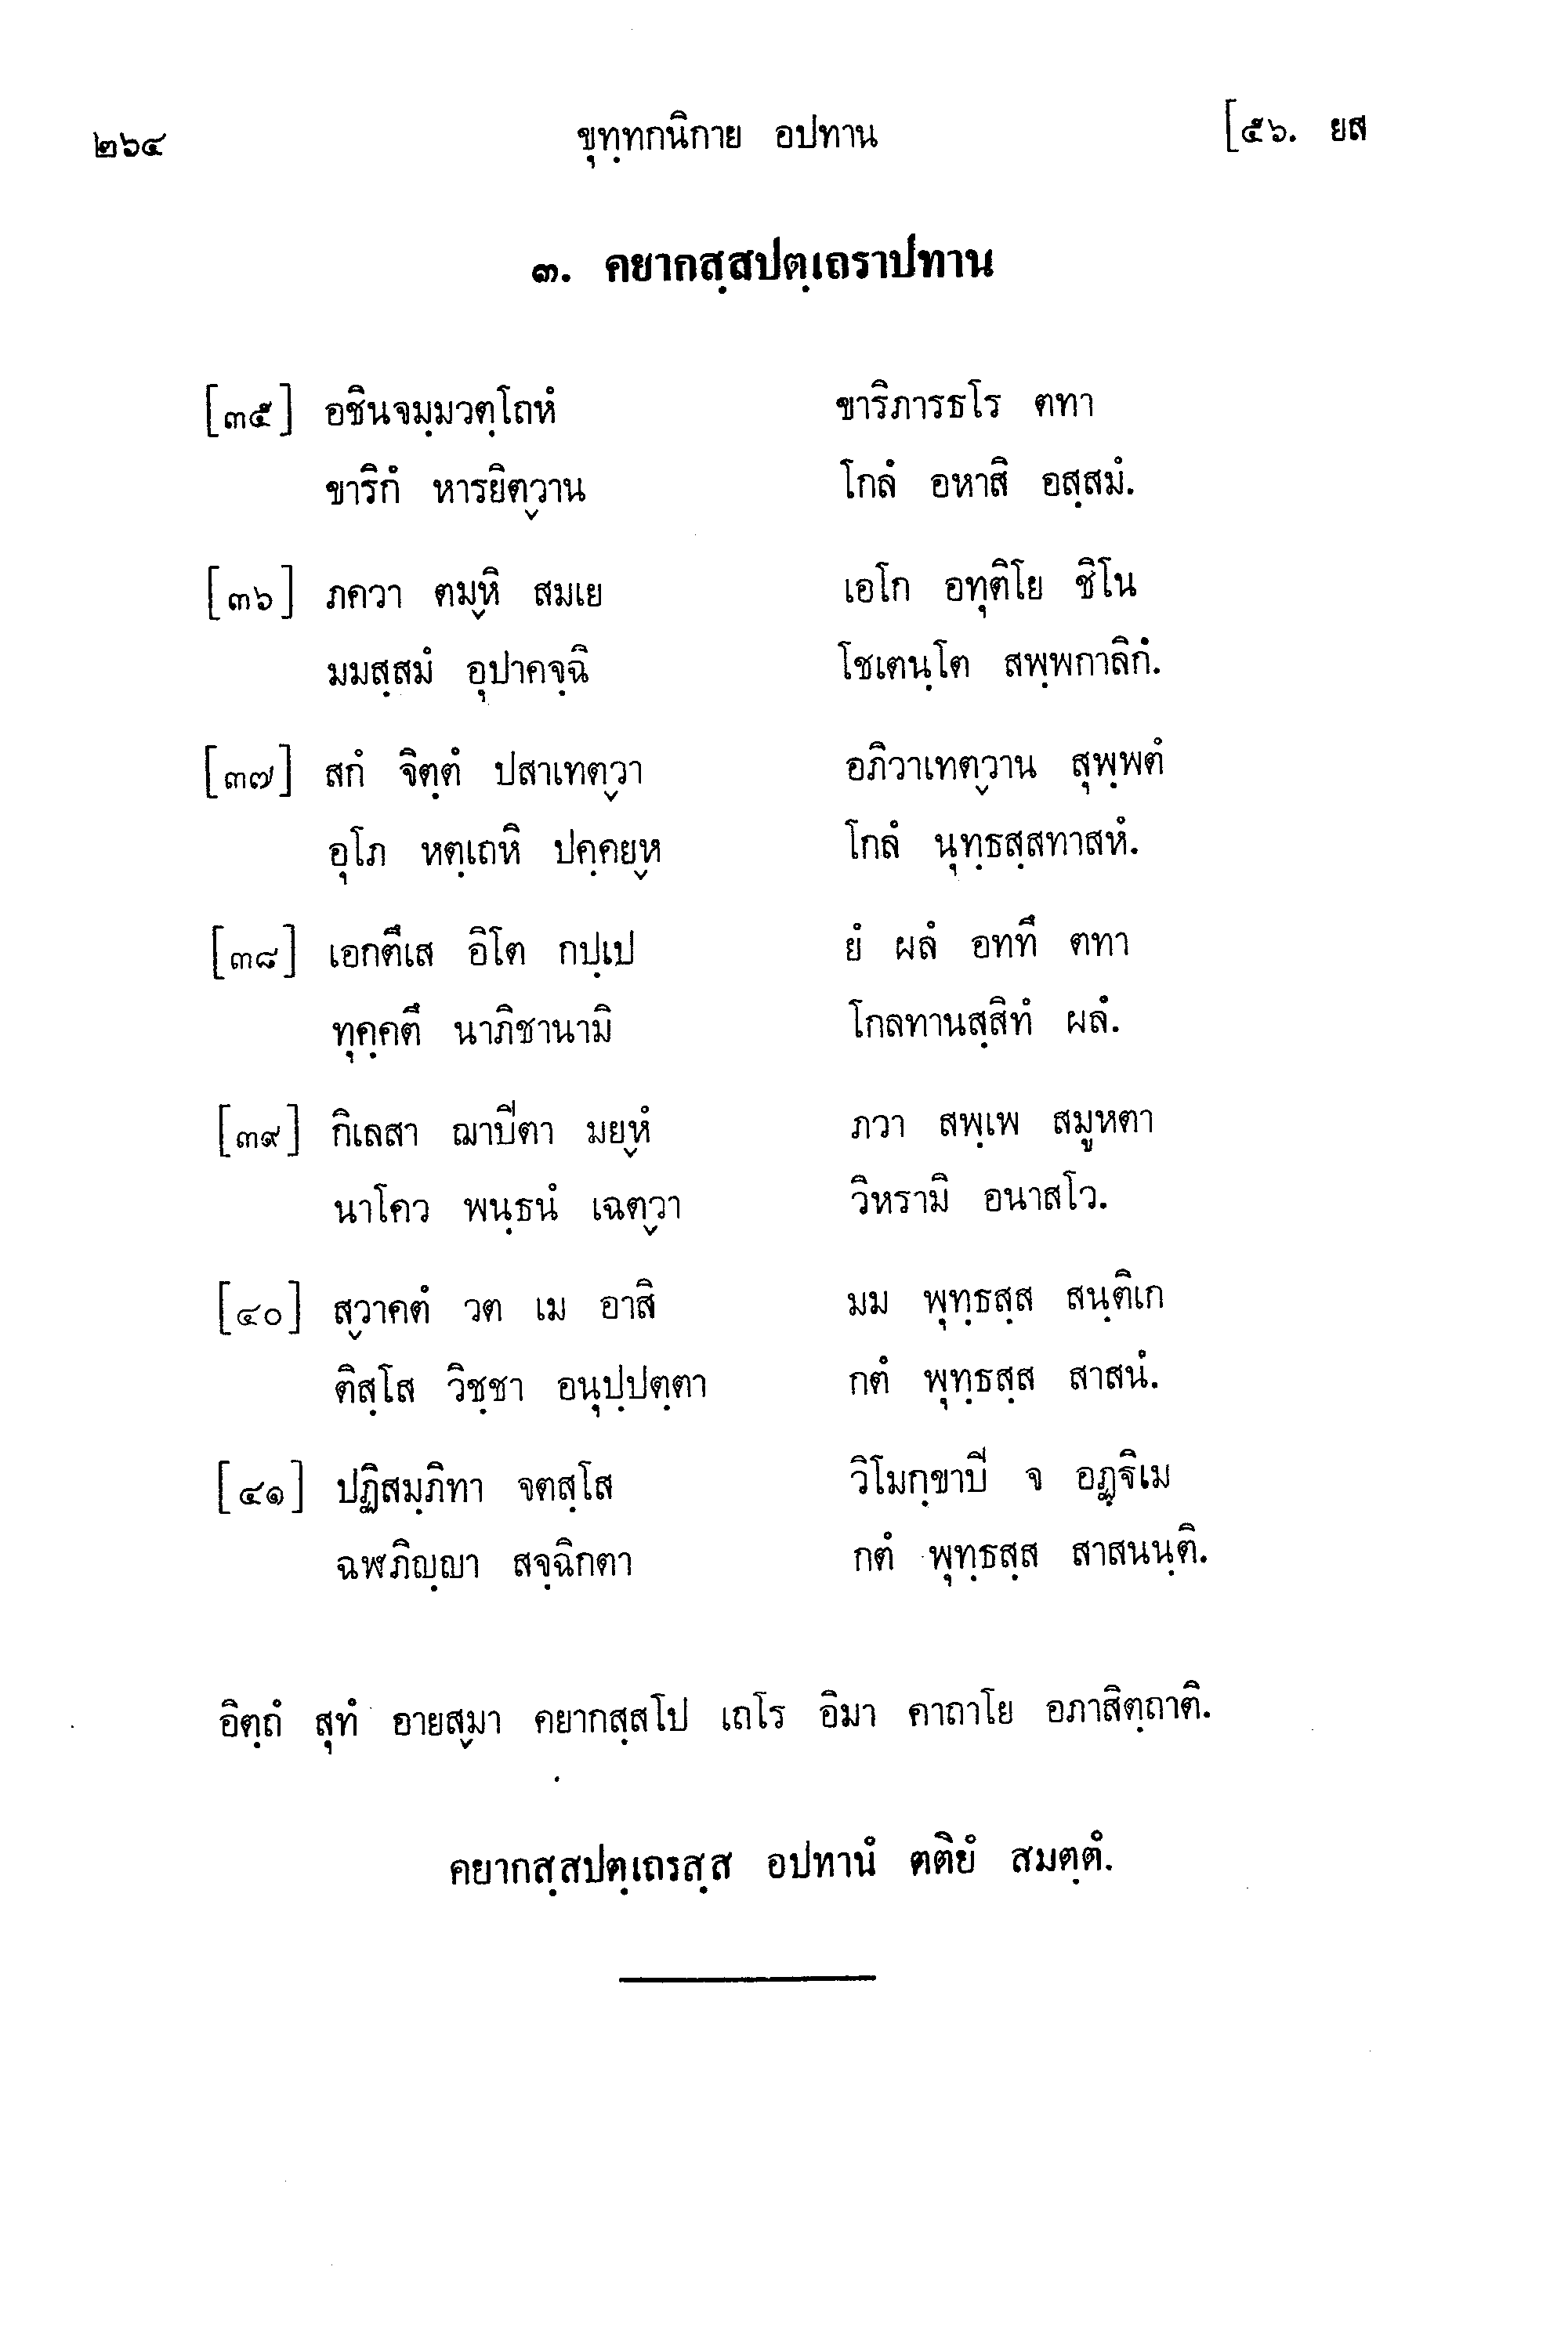 ๒๖๔ ขุทฺทกนิกาย อปทาน [๕๖. ยส
๓. คยากสฺสปตฺเถราปทาน
[๓๕] อชินจมฺมวตฺโถหํ ขาริภารธโร ตทา
ขาริกํ หารยิตฺวาน โกลํ อหาสิ อสฺสมํ.
[๓๖] ภควา ตมฺหิ สมเย เอโก อทุติโย ชิโน
มมสฺสมํ อุปาคจฺฉิ โชเตนฺโต สพฺพกาลิกํ.
[๓๗] สกํ จิตฺตํ ปสาเทตฺวา อภิวาเทตฺวาน สุพฺพตํ
อุโภ หตฺเถหิ ปคฺคยฺห โกลํ นุทฺธสฺสทาสหํ.
[๓๘] เอกตึเส อิโต กปฺเป ยํ ผลํ อททึ ตทา
ทุคฺคตึ นาภิชานามิ โกลทานสฺสิทํ ผลํ.
[๓๙] กิเลสา ฌาปิตา มยฺหํ ภวา สพฺเพ สมูหตา
นาโคว พนฺธนํ เฉตฺวา วิหรามิ อนาสโว.
[๔๐] สฺวาคตํ วต เม อาสิ มม พุทฺธสฺส สนฺติเก
ติสฺโส วิชฺชา อนุปฺปตฺตา กตํ พุทฺธสฺส สาสนํ.
[๔๑] ปฏิสมฺภิทา จตสฺโส วิโมกฺขาปิ จ อฏฺฐิเม
ฉฬภิญฺญา สจฺฉิกตา กตํ พุทฺธสฺส สาสนนฺติ.
อิตฺถํ สุทํ อายสฺมา คยากสฺสโป เถโร อิมา คาถาโย อภาสิตฺถาติ.
คยากสฺสปตฺเถรสฺส อปทานํ ตติยํ สมตฺตํ.